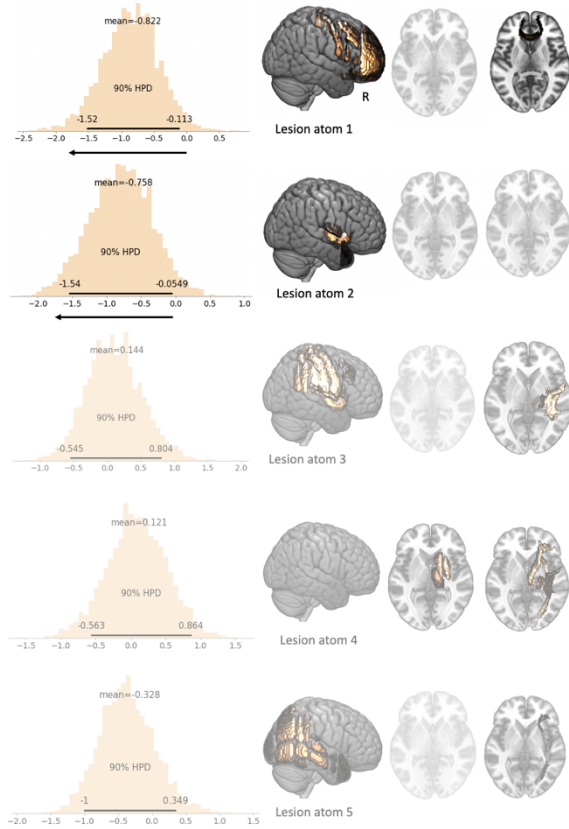 mean=-0.822
90% HPD
-1.52 -0.113
-2.5 -2.0 -1.5 -1.0 -0.5 0.0 0.5
R
Lesion atom 1
mean=-0.758
90% HPD
-1.54 -0.0549
-2.0 -1.5 -1.0 -0.5 0.0 0.5 1.0
Lesion atom 2
mean=0.144
90% HPD
-0.545 0.804
-1.0 -0.5 0.0 0.5 1.0 1.5 2.0
Lesion atom 3
mean=0.121
90% HPD
-0.563 0.864
-1.5 -1.0 -0.5 0.0 0.5 1.0 1.5
Lesion atom 4
mean=-0.328
90% HPD
-1 0.349
-2.0 -1.5 -1.0 -0.5 0.0 0.5 1.0 1.5
Lesion atom 5